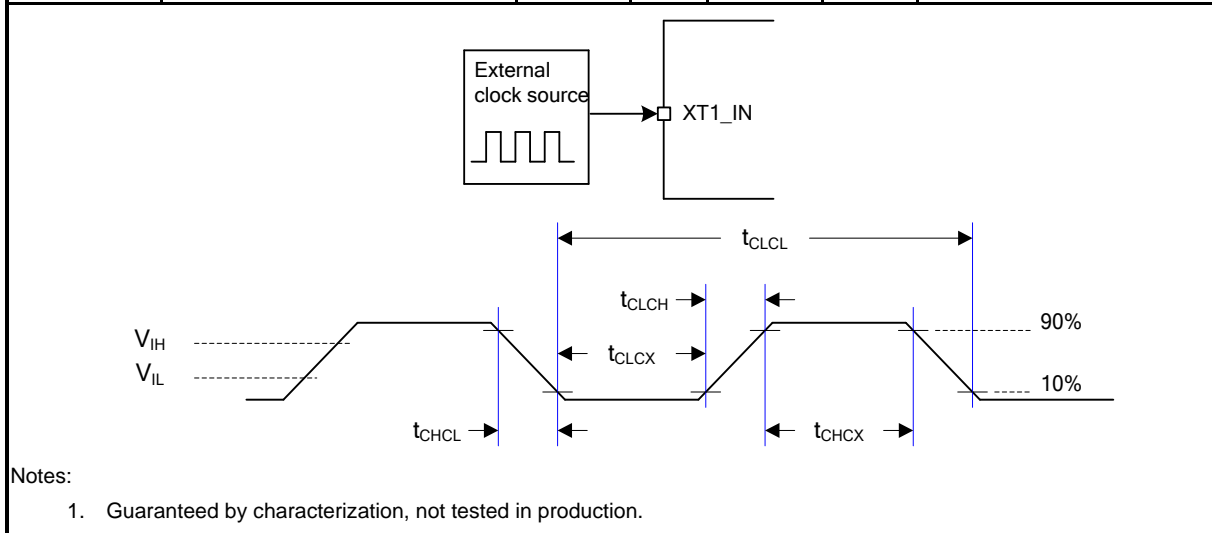 External
clock source
XT1_IN
tCLCL
tCLCH
90%
VIH
tCLCX
VIL
10%
tCHCL
tCHCX
Notes:
1. Guaranteed by characterization, not tested in production.